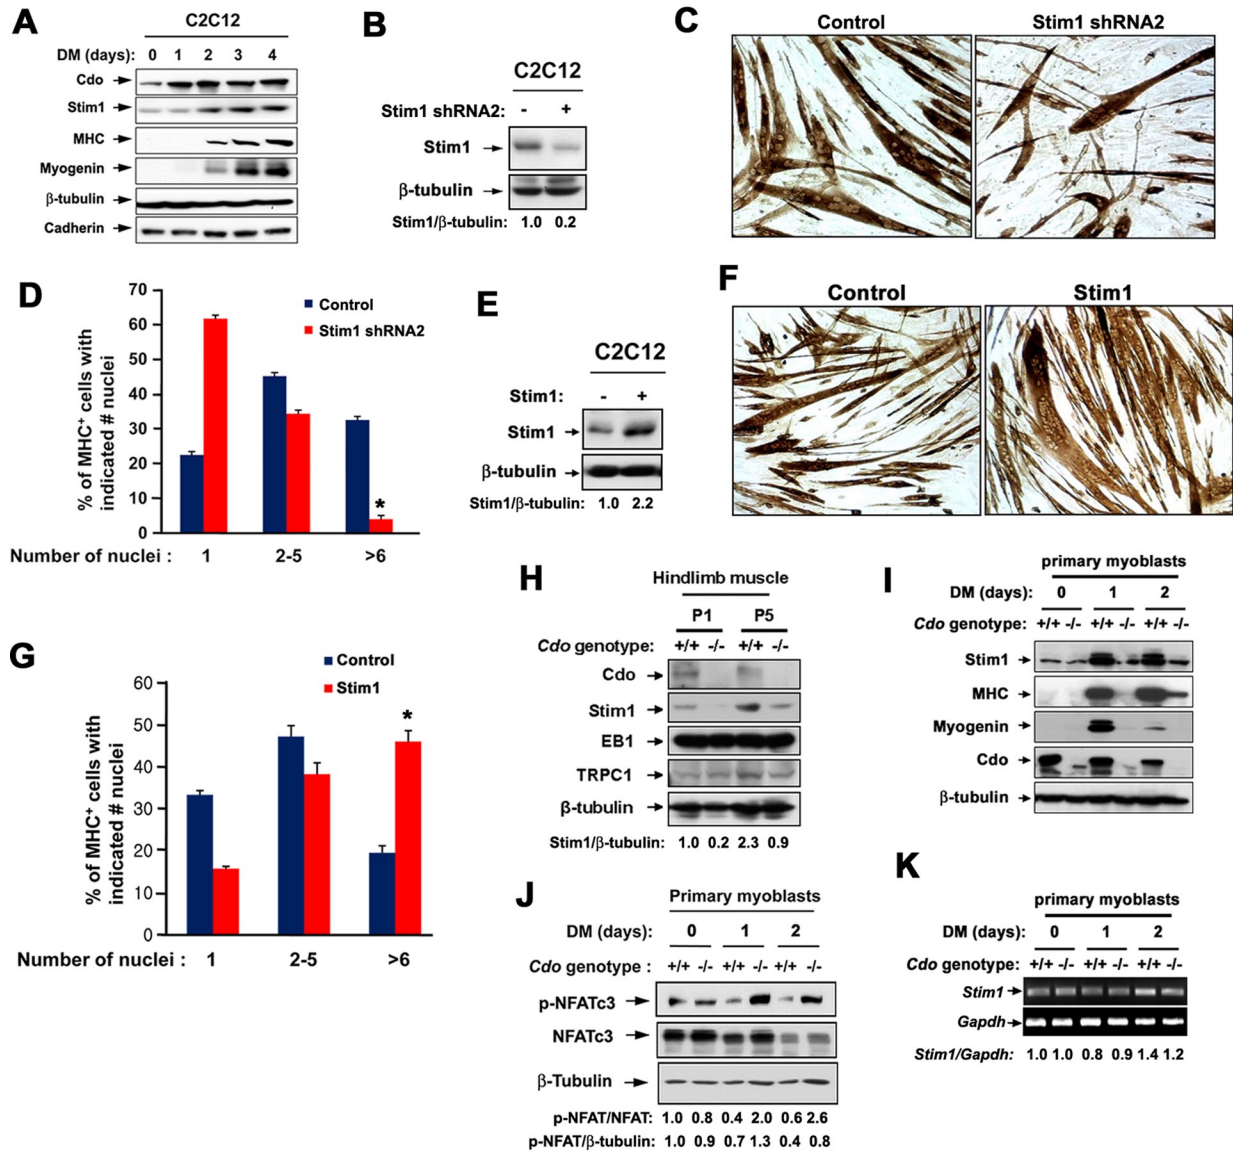 A
C2C12
DM (days): 0 1 2 3 4
Cdo
Stim1
MHC
Myogenin
β-tubulin
Cadherin
B
C2C12
Stim1 shRNA2: - +
Stim1
β-tubulin
Stim1/β-tubulin: 1.0 0.2
C
Control Stim1 shRNA2
D
% of MHC⁺ cells with
indicated # nuclei
70
60
50
40
30
20
10
0
Control
Stim1 shRNA2
*
Number of nuclei : 1 2-5 >6
E
C2C12
Stim1: - +
Stim1
β-tubulin
Stim1/β-tubulin: 1.0 2.2
F
Control Stim1
G
% of MHC⁺ cells with
indicated # nuclei
60
50
40
30
20
10
0
Control
Stim1
*
Number of nuclei : 1 2-5 >6
H
Hindlimb muscle
P1 P5
Cdo genotype: +/+ -/- +/+ -/-
Cdo
Stim1
EB1
TRPC1
β-tubulin
Stim1/β-tubulin: 1.0 0.2 2.3 0.9
I
primary myoblasts
DM (days): 0 1 2
Cdo genotype: +/+ -/- +/+ -/- +/+ -/-
Stim1
MHC
Myogenin
Cdo
β-tubulin
J
Primary myoblasts
DM (days): 0 1 2
Cdo genotype : +/+ -/- +/+ -/- +/+ -/-
p-NFATc3
NFATc3
β-Tubulin
p-NFAT/NFAT: 1.0 0.8 0.4 2.0 0.6 2.6
p-NFAT/β-tubulin: 1.0 0.9 0.7 1.3 0.4 0.8
K
primary myoblasts
DM (days): 0 1 2
Cdo genotype: +/+ -/- +/+ -/- +/+ -/-
Stim1
Gapdh
Stim1/Gapdh: 1.0 1.0 0.8 0.9 1.4 1.2